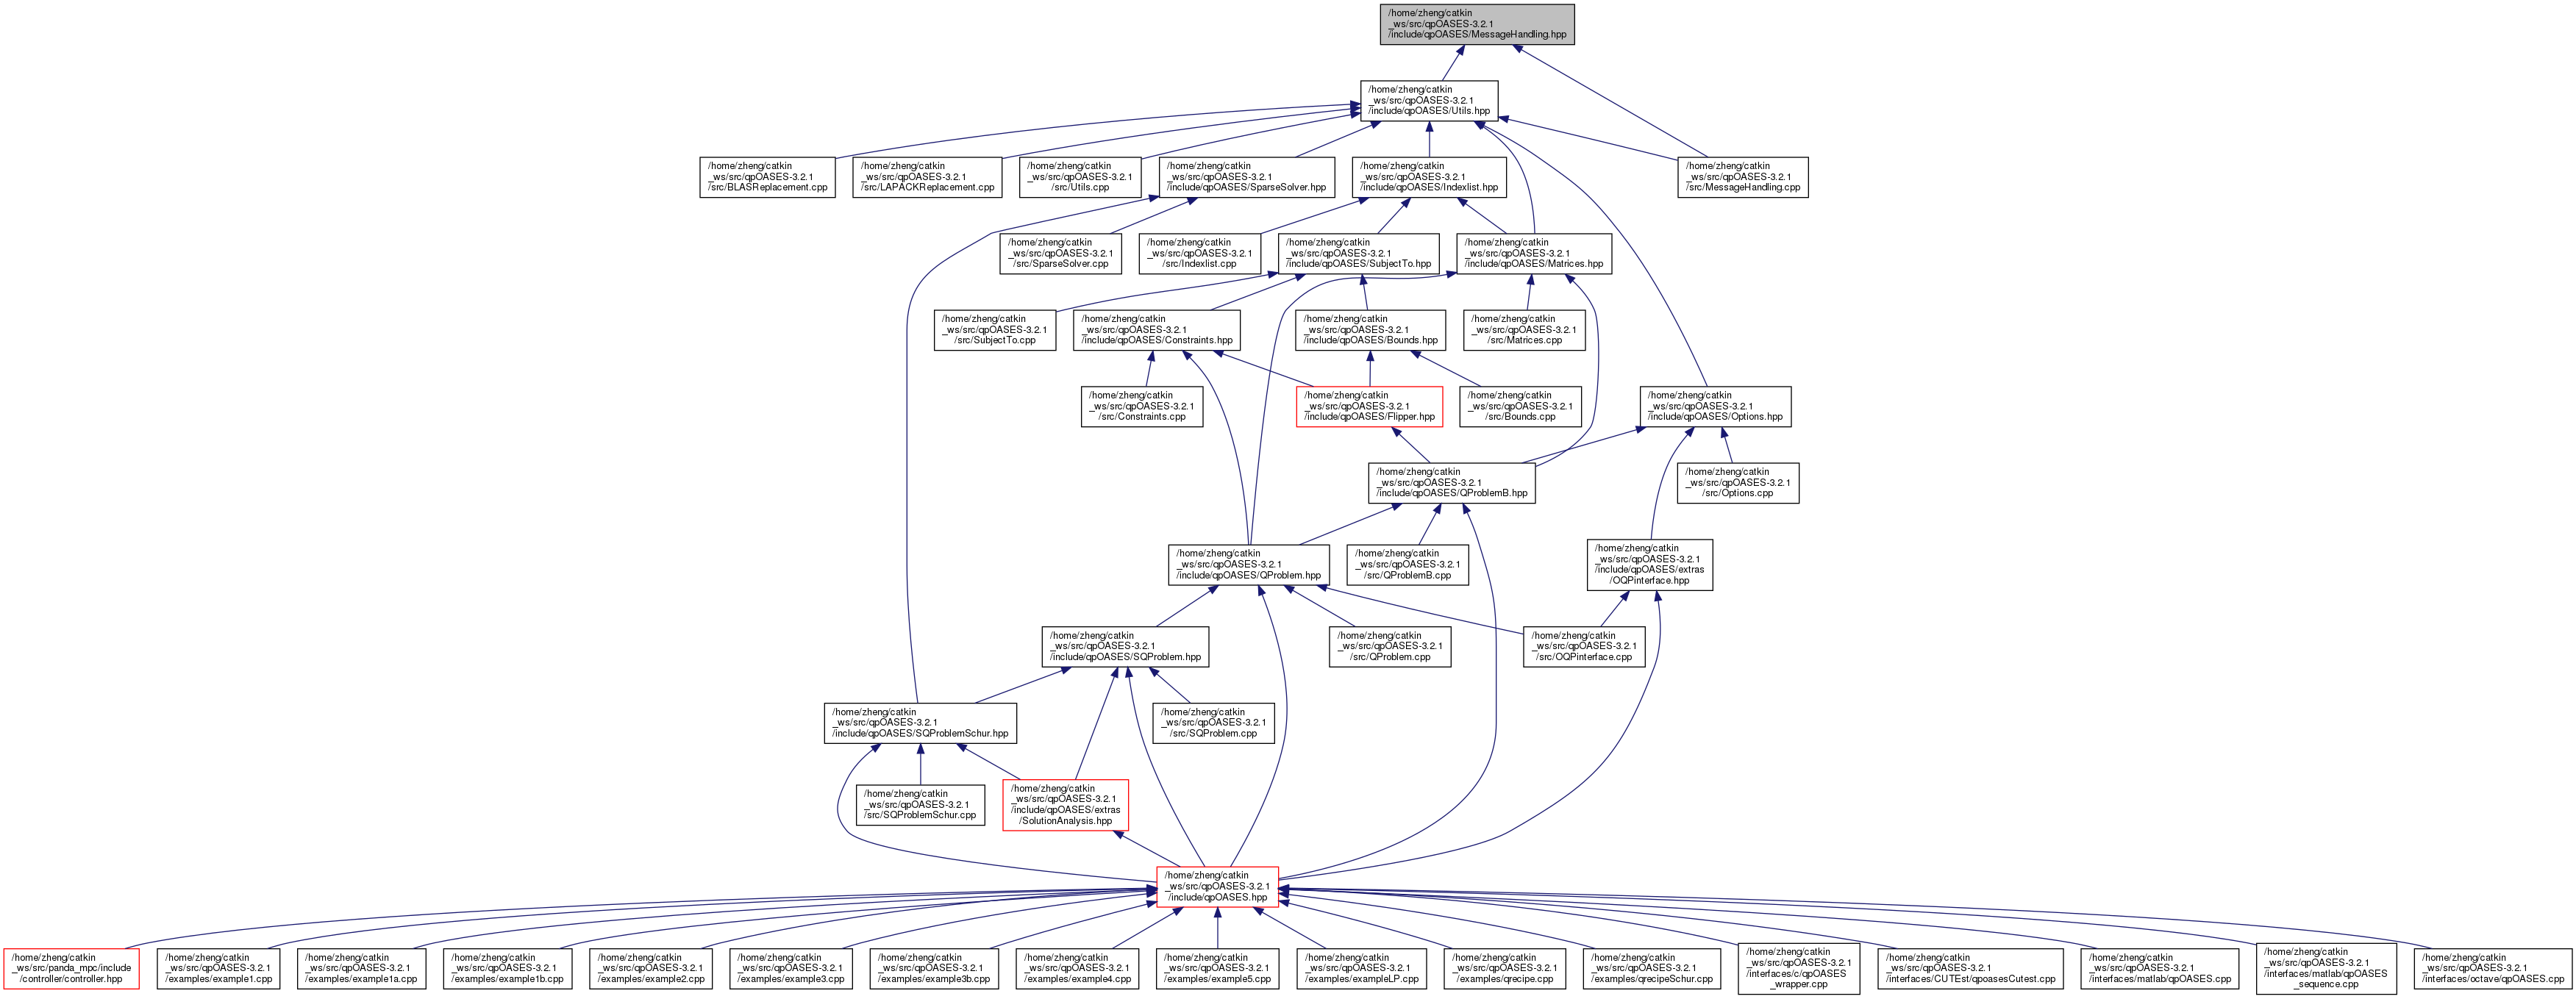 /home/zheng/catkin
_ws/src/qpOASES-3.2.1
/include/qpOASES/MessageHandling.hpp
/home/zheng/catkin
_ws/src/qpOASES-3.2.1
/include/qpOASES/Utils.hpp
/home/zheng/catkin
_ws/src/qpOASES-3.2.1
/src/BLASReplacement.cpp
/home/zheng/catkin
_ws/src/qpOASES-3.2.1
/src/LAPACKReplacement.cpp
/home/zheng/catkin
_ws/src/qpOASES-3.2.1
/src/Utils.cpp
/home/zheng/catkin
_ws/src/qpOASES-3.2.1
/include/qpOASES/SparseSolver.hpp
/home/zheng/catkin
_ws/src/qpOASES-3.2.1
/include/qpOASES/Indexlist.hpp
/home/zheng/catkin
_ws/src/qpOASES-3.2.1
/src/MessageHandling.cpp
/home/zheng/catkin
_ws/src/qpOASES-3.2.1
/src/SparseSolver.cpp
/home/zheng/catkin
_ws/src/qpOASES-3.2.1
/src/Indexlist.cpp
/home/zheng/catkin
_ws/src/qpOASES-3.2.1
/include/qpOASES/SubjectTo.hpp
/home/zheng/catkin
_ws/src/qpOASES-3.2.1
/include/qpOASES/Matrices.hpp
/home/zheng/catkin
_ws/src/qpOASES-3.2.1
/src/SubjectTo.cpp
/home/zheng/catkin
_ws/src/qpOASES-3.2.1
/include/qpOASES/Constraints.hpp
/home/zheng/catkin
_ws/src/qpOASES-3.2.1
/include/qpOASES/Bounds.hpp
/home/zheng/catkin
_ws/src/qpOASES-3.2.1
/src/Matrices.cpp
/home/zheng/catkin
_ws/src/qpOASES-3.2.1
/src/Constraints.cpp
/home/zheng/catkin
_ws/src/qpOASES-3.2.1
/include/qpOASES/Flipper.hpp
/home/zheng/catkin
_ws/src/qpOASES-3.2.1
/src/Bounds.cpp
/home/zheng/catkin
_ws/src/qpOASES-3.2.1
/include/qpOASES/Options.hpp
/home/zheng/catkin
_ws/src/qpOASES-3.2.1
/include/qpOASES/QProblemB.hpp
/home/zheng/catkin
_ws/src/qpOASES-3.2.1
/src/Options.cpp
/home/zheng/catkin
_ws/src/qpOASES-3.2.1
/include/qpOASES/QProblem.hpp
/home/zheng/catkin
_ws/src/qpOASES-3.2.1
/src/QProblemB.cpp
/home/zheng/catkin
_ws/src/qpOASES-3.2.1
/include/qpOASES/extras
/OQPinterface.hpp
/home/zheng/catkin
_ws/src/qpOASES-3.2.1
/include/qpOASES/SQProblem.hpp
/home/zheng/catkin
_ws/src/qpOASES-3.2.1
/src/QProblem.cpp
/home/zheng/catkin
_ws/src/qpOASES-3.2.1
/src/OQPinterface.cpp
/home/zheng/catkin
_ws/src/qpOASES-3.2.1
/include/qpOASES/SQProblemSchur.hpp
/home/zheng/catkin
_ws/src/qpOASES-3.2.1
/src/SQProblem.cpp
/home/zheng/catkin
_ws/src/qpOASES-3.2.1
/src/SQProblemSchur.cpp
/home/zheng/catkin
_ws/src/qpOASES-3.2.1
/include/qpOASES/extras
/SolutionAnalysis.hpp
/home/zheng/catkin
_ws/src/qpOASES-3.2.1
/include/qpOASES.hpp
/home/zheng/catkin
_ws/src/panda_mpc/include
/controller/controller.hpp
/home/zheng/catkin
_ws/src/qpOASES-3.2.1
/examples/example1.cpp
/home/zheng/catkin
_ws/src/qpOASES-3.2.1
/examples/example1a.cpp
/home/zheng/catkin
_ws/src/qpOASES-3.2.1
/examples/example1b.cpp
/home/zheng/catkin
_ws/src/qpOASES-3.2.1
/examples/example2.cpp
/home/zheng/catkin
_ws/src/qpOASES-3.2.1
/examples/example3.cpp
/home/zheng/catkin
_ws/src/qpOASES-3.2.1
/examples/example3b.cpp
/home/zheng/catkin
_ws/src/qpOASES-3.2.1
/examples/example4.cpp
/home/zheng/catkin
_ws/src/qpOASES-3.2.1
/examples/example5.cpp
/home/zheng/catkin
_ws/src/qpOASES-3.2.1
/examples/exampleLP.cpp
/home/zheng/catkin
_ws/src/qpOASES-3.2.1
/examples/qrecipe.cpp
/home/zheng/catkin
_ws/src/qpOASES-3.2.1
/examples/qrecipeSchur.cpp
/home/zheng/catkin
_ws/src/qpOASES-3.2.1
/interfaces/c/qpOASES
_wrapper.cpp
/home/zheng/catkin
_ws/src/qpOASES-3.2.1
/interfaces/CUTEst/qpoasesCutest.cpp
/home/zheng/catkin
_ws/src/qpOASES-3.2.1
/interfaces/matlab/qpOASES.cpp
/home/zheng/catkin
_ws/src/qpOASES-3.2.1
/interfaces/matlab/qpOASES
_sequence.cpp
/home/zheng/catkin
_ws/src/qpOASES-3.2.1
/interfaces/octave/qpOASES.cpp